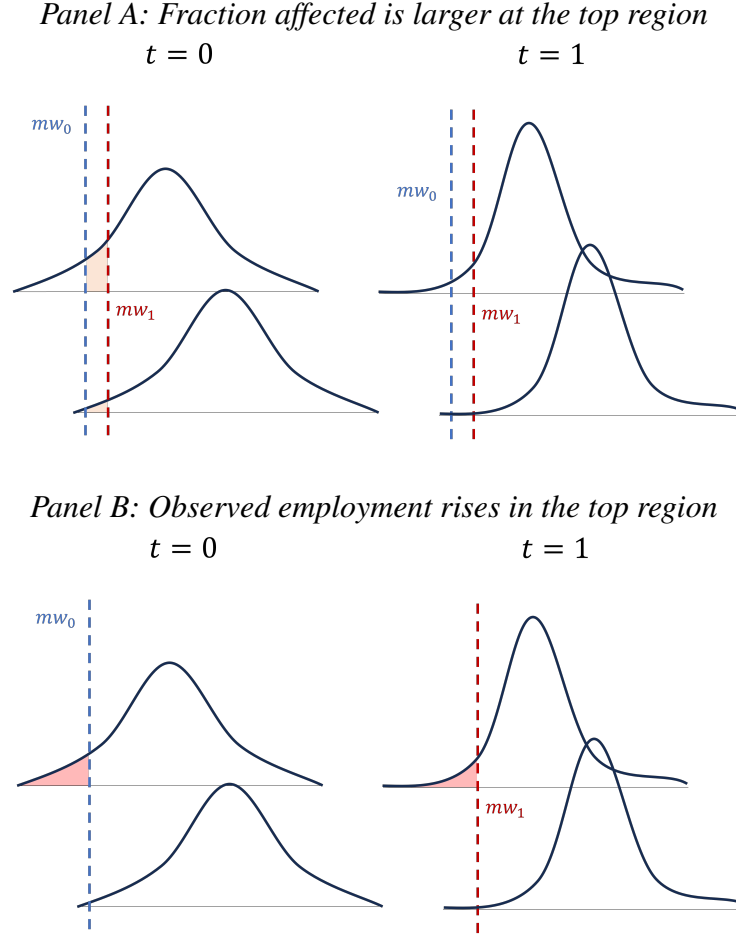 Panel A: Fraction affected is larger at the top region
t = 0
t = 1
mw₀
mw₀
mw₁
mw₁
Panel B: Observed employment rises in the top region
t = 0
t = 1
mw₀
mw₁